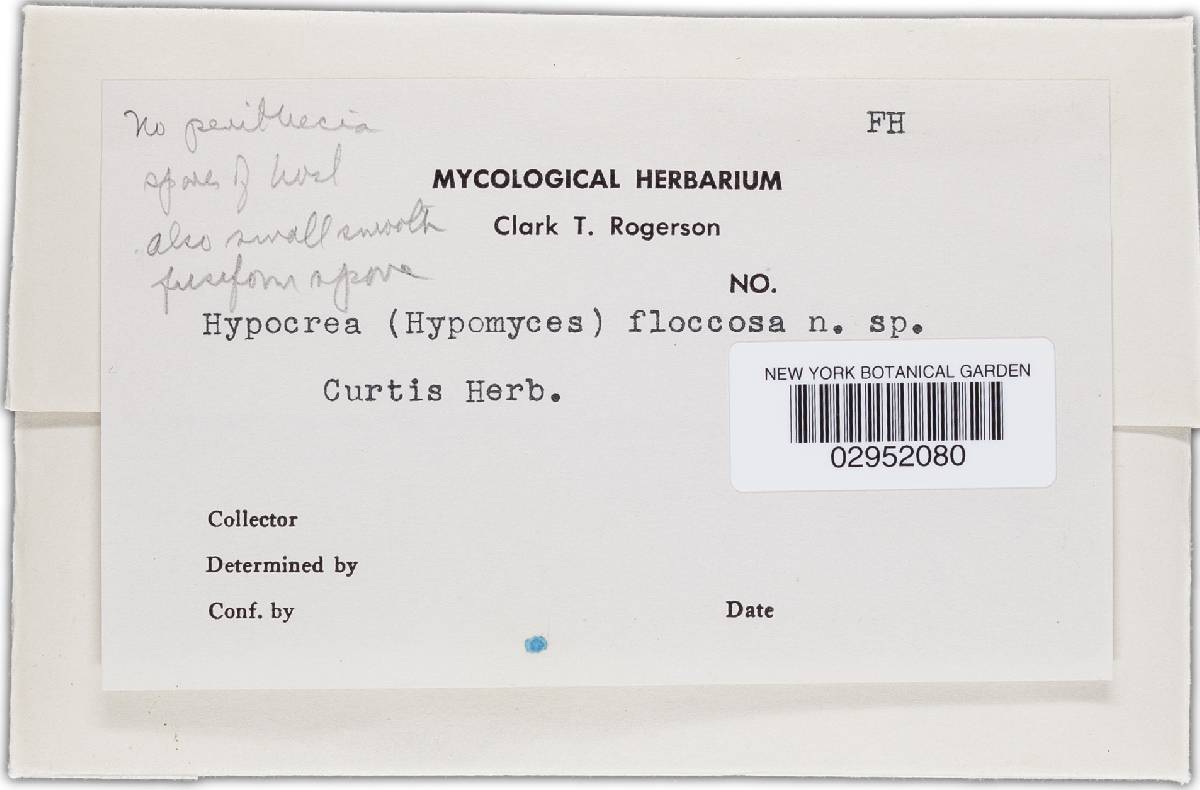 No perithecia
spores of host
also small smooth
fusiform spore
FH
MYCOLOGICAL HERBARIUM
Clark T. Rogerson
NO.
Hypocrea (Hypomyces) floccosa n. sp.
Curtis Herb.
NEW YORK BOTANICAL GARDEN
02952080
Collector
Determined by
Conf. by
Date